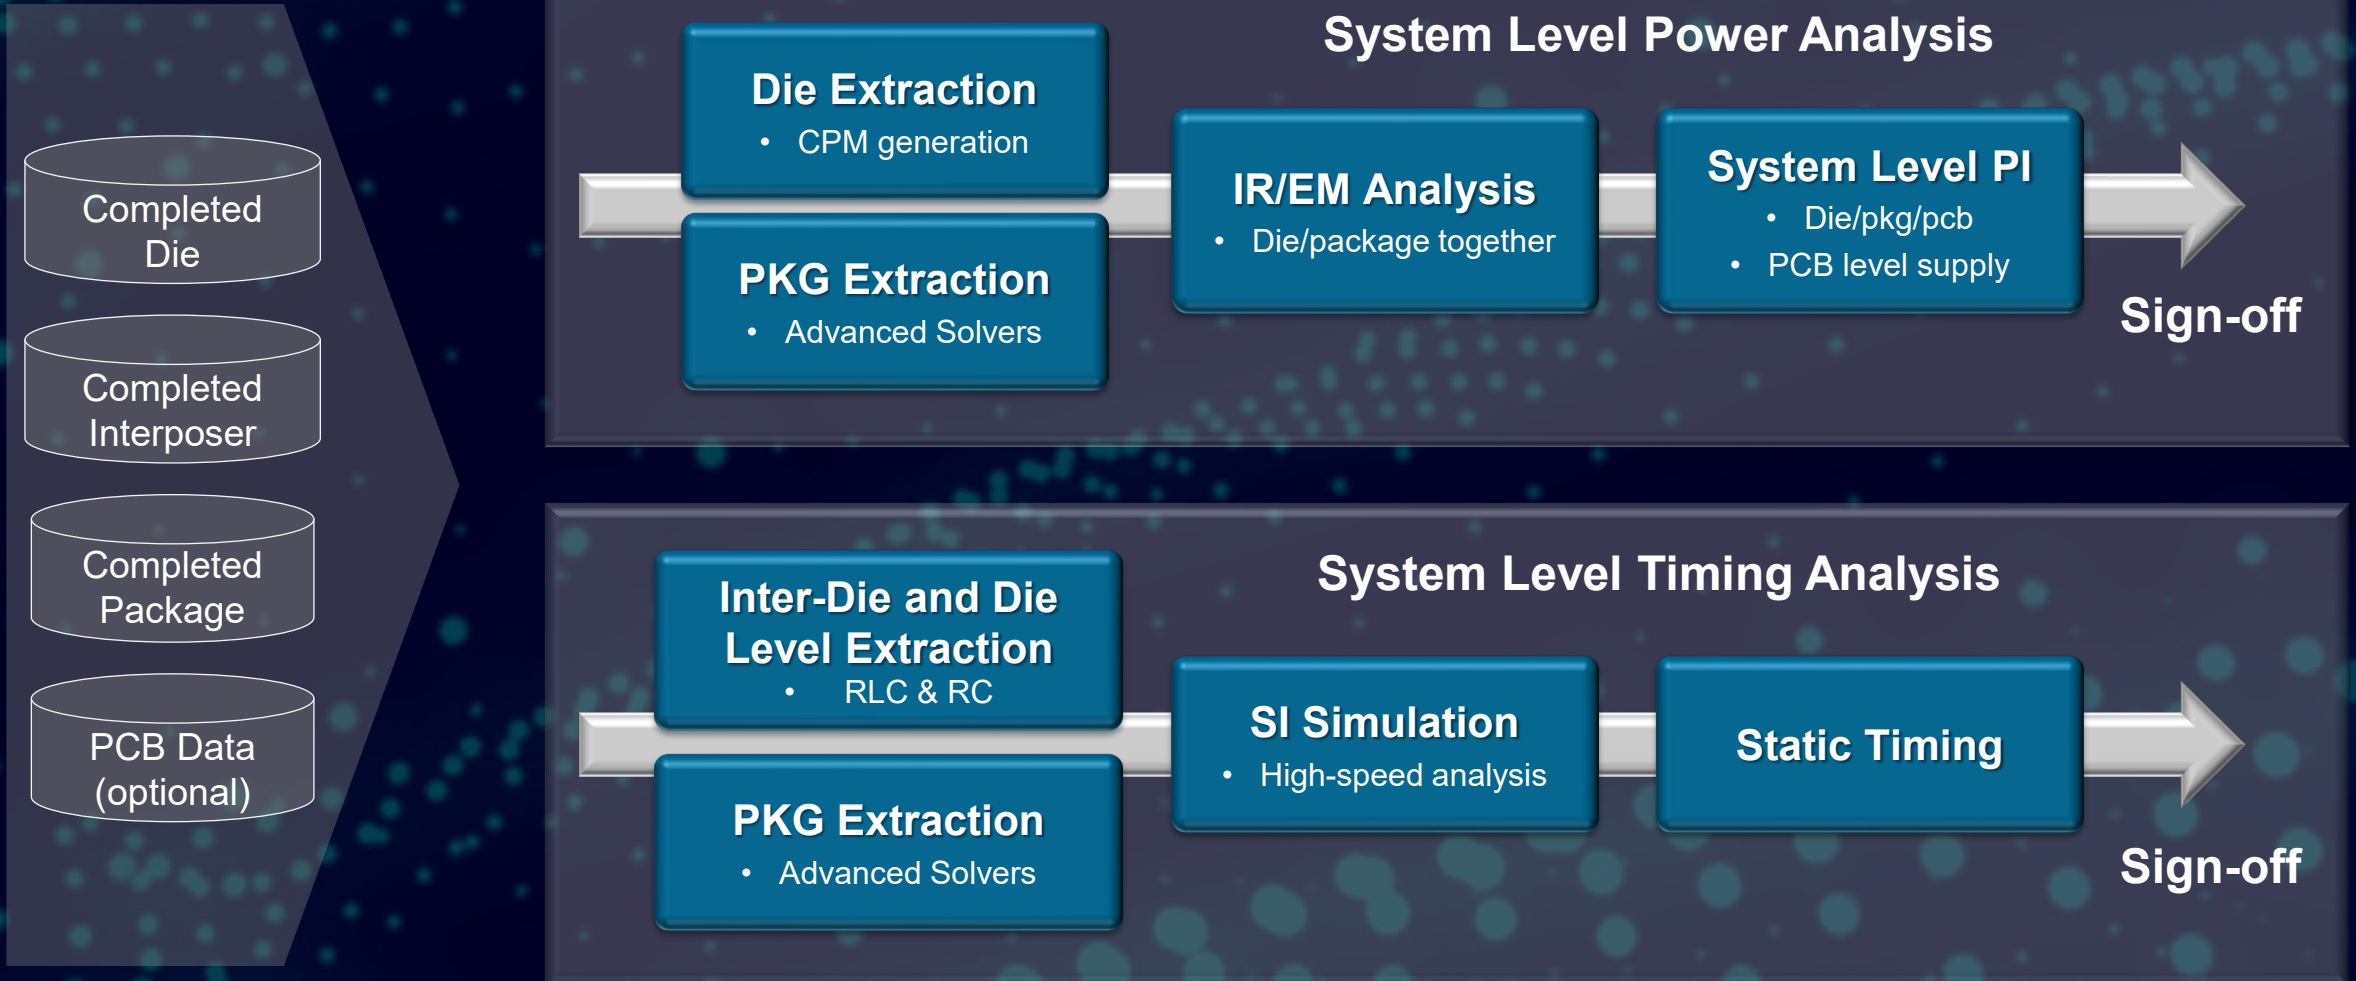 Completed
Die
Completed
Interposer
Completed
Package
PCB Data
(optional)
System Level Power Analysis
Die Extraction
• CPM generation
PKG Extraction
• Advanced Solvers
IR/EM Analysis
• Die/package together
System Level PI
• Die/pkg/pcb
• PCB level supply
Sign-off
System Level Timing Analysis
Inter-Die and Die
Level Extraction
• RLC & RC
PKG Extraction
• Advanced Solvers
SI Simulation
• High-speed analysis
Static Timing
Sign-off